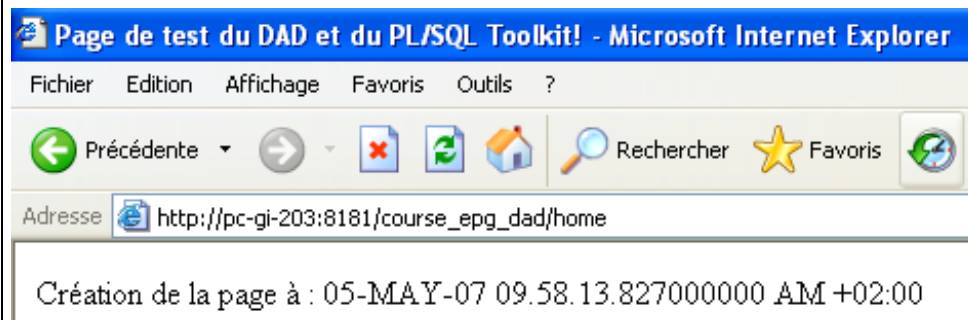 Page de test du DAD et du PL/SQL Toolkit! - Microsoft Internet Explorer
Fichier Edition Affichage Favoris Outils ?
Précédente Rechercher Favoris
Adresse http://pc-gi-203:8181/course_epg_dad/home
Création de la page à : 05-MAY-07 09.58.13.827000000 AM +02:00